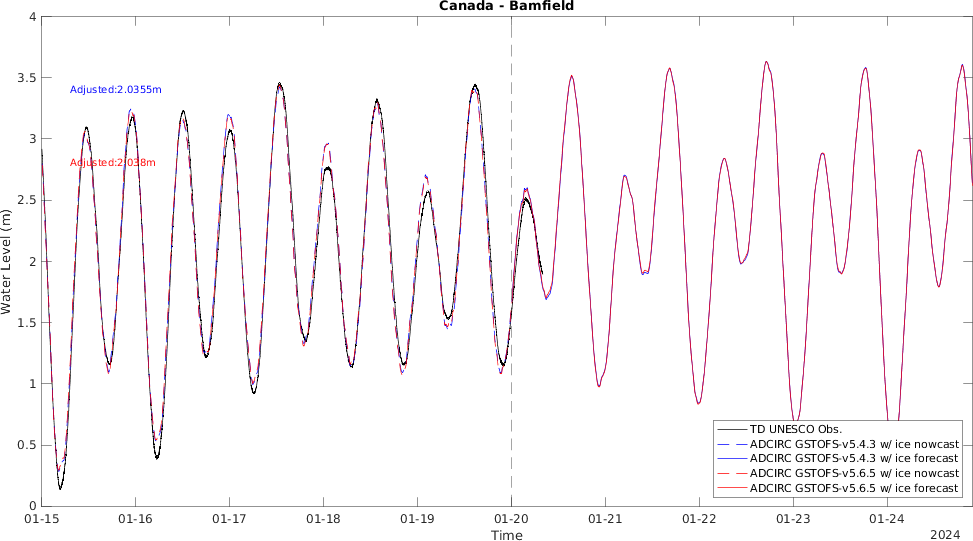 Canada - Bamfield
4
3.5
3
2.5
2
1.5
1
0.5
0
Water Level (m)
Adjusted:2.0355m
Adjusted:2.038m
TD UNESCO Obs.
ADCIRC GSTOFS-v5.4.3 w/ ice nowcast
ADCIRC GSTOFS-v5.4.3 w/ ice forecast
ADCIRC GSTOFS-v5.6.5 w/ ice nowcast
ADCIRC GSTOFS-v5.6.5 w/ ice forecast
01-15 01-16 01-17 01-18 01-19 01-20 01-21 01-22 01-23 01-24
Time
2024